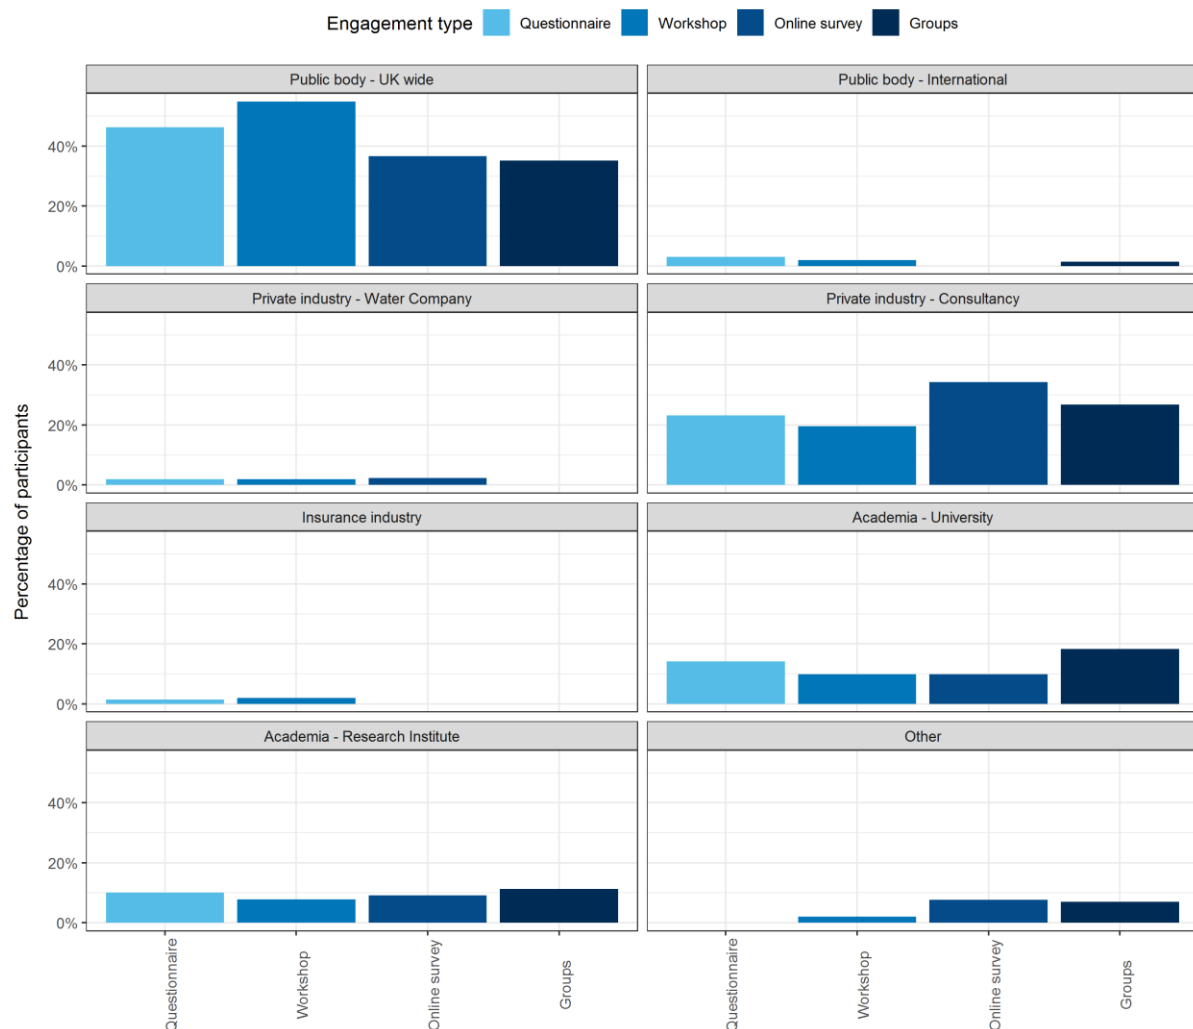 Engagement type Questionnaire Workshop Online survey Groups
Public body - UK wide Public body - International
40%
20%
0%
Private industry - Water Company Private industry - Consultancy
40%
20%
0%
Insurance industry Academia - University
40%
20%
0%
Academia - Research Institute Other
40%
20%
0%
Percentage of participants
Questionnaire Workshop Online survey Groups Questionnaire Workshop Online survey Groups